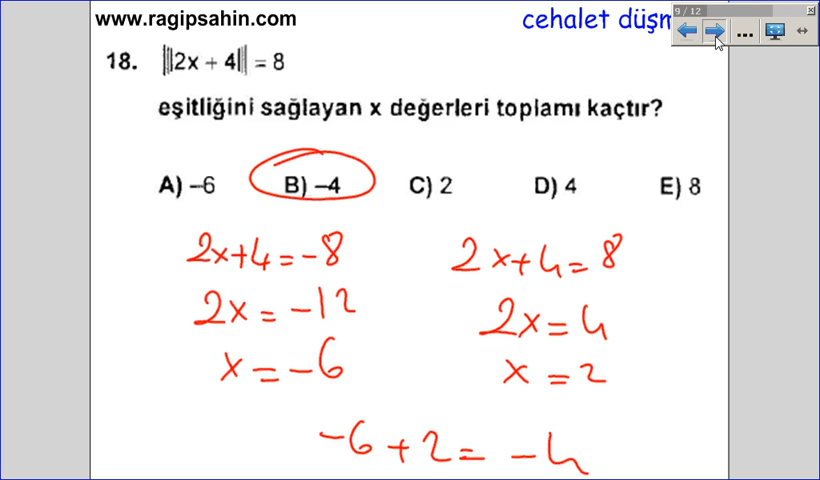 www.ragipsahin.com
cehalet düşm
9 / 12
18. |||2x + 4||| = 8
eşitliğini sağlayan x değerleri toplamı kaçtır?
A) –6 B) –4 C) 2 D) 4 E) 8
2x+4=-8 2x+4=8
2x=-12 2x=4
x=-6 x=2
-6+2=-4